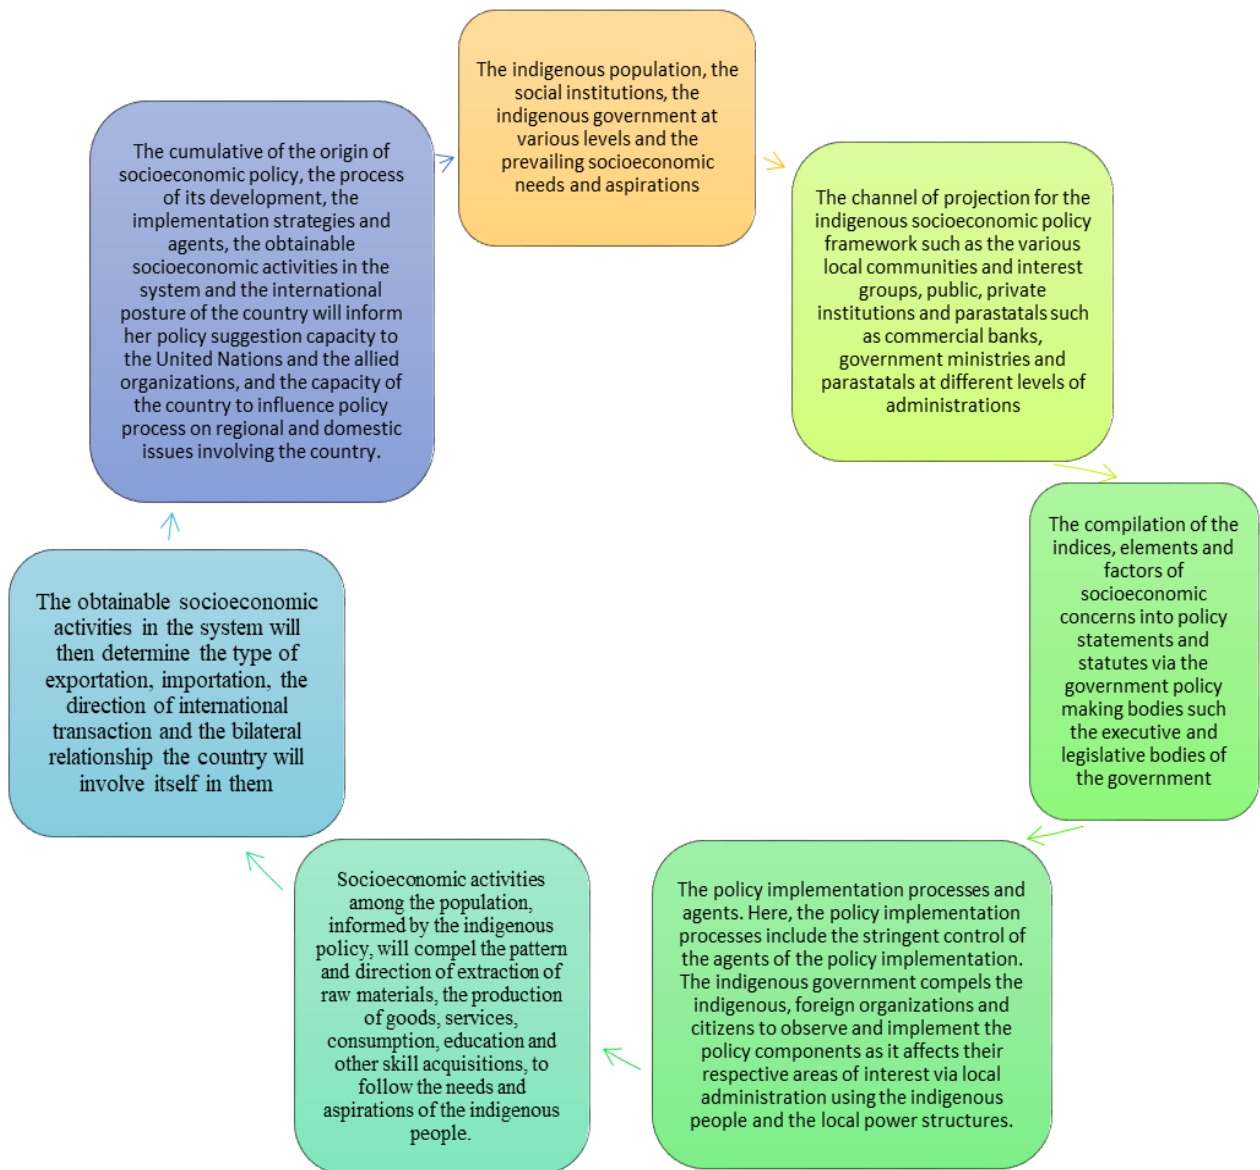 The indigenous population, the
social institutions, the
indigenous government at
various levels and the
prevailing socioeconomic
needs and aspirations
The channel of projection for the
indigenous socioeconomic policy
framework such as the various
local communities and interest
groups, public, private
institutions and parastatals such
as commercial banks,
government ministries and
parastatals at different levels of
administrations
The compilation of the
indices, elements and
factors of
socioeconomic
concerns into policy
statements and
statutes via the
government policy
making bodies such
the executive and
legislative bodies of
the government
The policy implementation processes and
agents. Here, the policy implementation
processes include the stringent control of
the agents of the policy implementation.
The indigenous government compels the
indigenous, foreign organizations and
citizens to observe and implement the
policy components as it affects their
respective areas of interest via local
administration using the indigenous
people and the local power structures.
Socioeconomic activities
among the population,
informed by the indigenous
policy, will compel the pattern
and direction of extraction of
raw materials, the production
of goods, services,
consumption, education and
other skill acquisitions, to
follow the needs and
aspirations of the indigenous
people.
The obtainable socioeconomic
activities in the system will
then determine the type of
exportation, importation, the
direction of international
transaction and the bilateral
relationship the country will
involve itself in them
The cumulative of the origin of
socioeconomic policy, the process
of its development, the
implementation strategies and
agents, the obtainable
socioeconomic activities in the
system and the international
posture of the country will inform
her policy suggestion capacity to
the United Nations and the allied
organizations, and the capacity of
the country to influence policy
process on regional and domestic
issues involving the country.